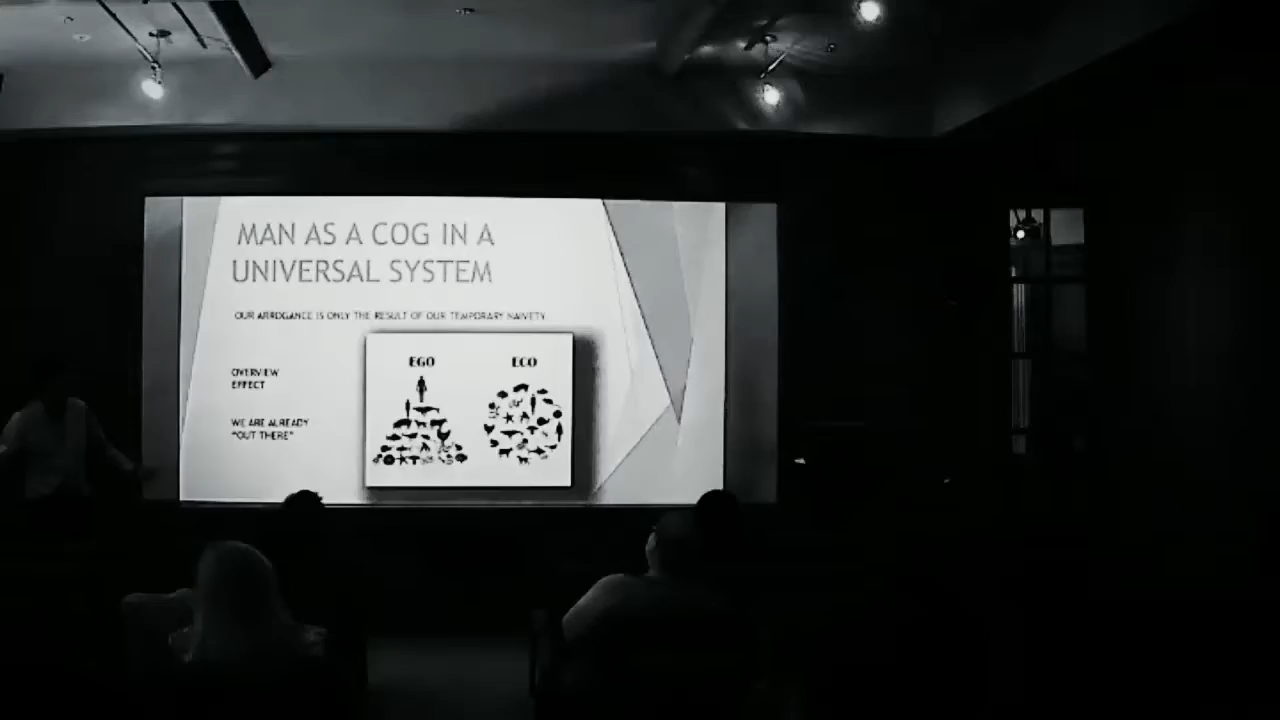 MAN AS A COG IN A
UNIVERSAL SYSTEM
OUR ARROGANCE IS ONLY THE RESULT OF OUR TEMPORARY NAIVETY
OVERVIEW
EFFECT
WE ARE ALREADY
"OUT THERE"
EGO
ECO